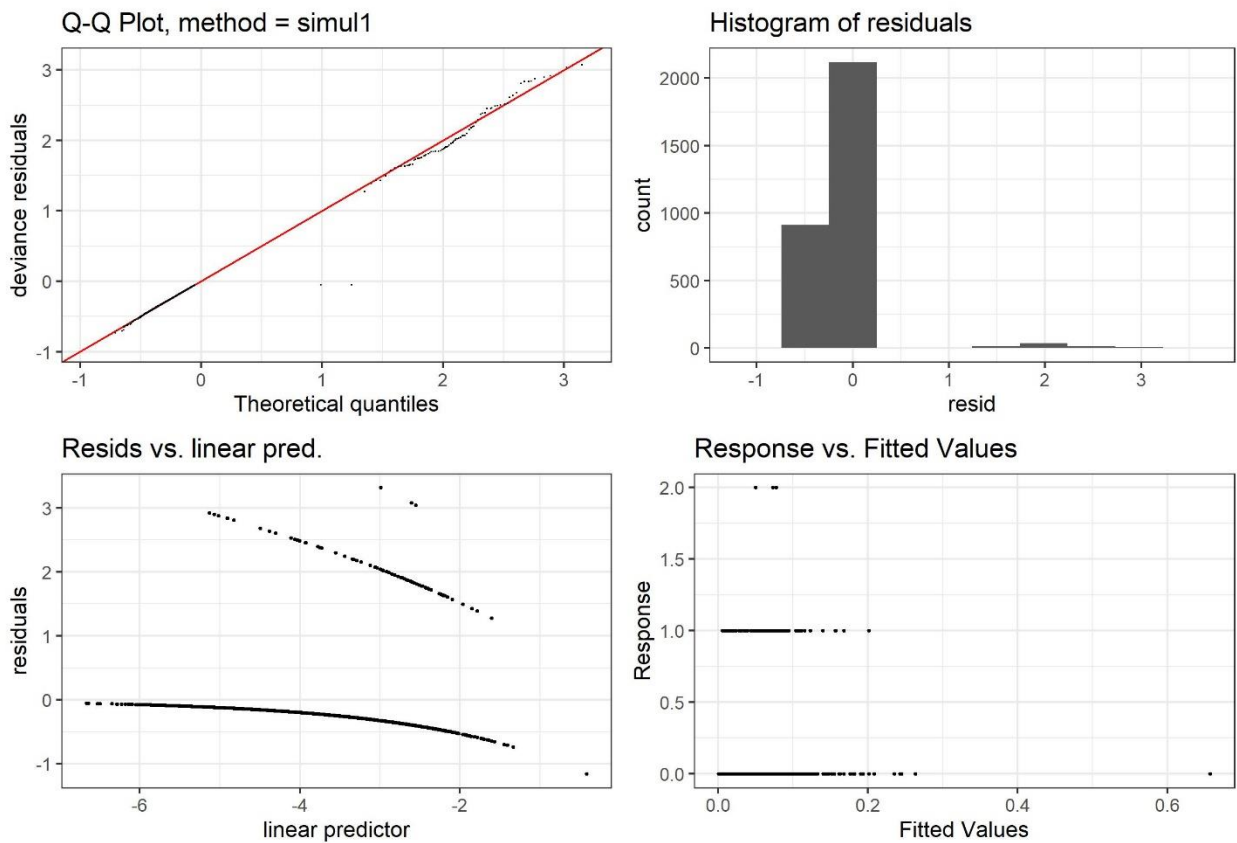 Q-Q Plot, method = simul1
3
2
1
0
-1
deviance residuals
-1 0 1 2 3
Theoretical quantiles
Histogram of residuals
2000
1500
1000
500
0
count
-1 0 1 2 3
resid
Resids vs. linear pred.
3
2
1
0
-1
residuals
-6 -4 -2
linear predictor
Response vs. Fitted Values
2.0
1.5
1.0
0.5
0.0
Response
0.0 0.2 0.4 0.6
Fitted Values